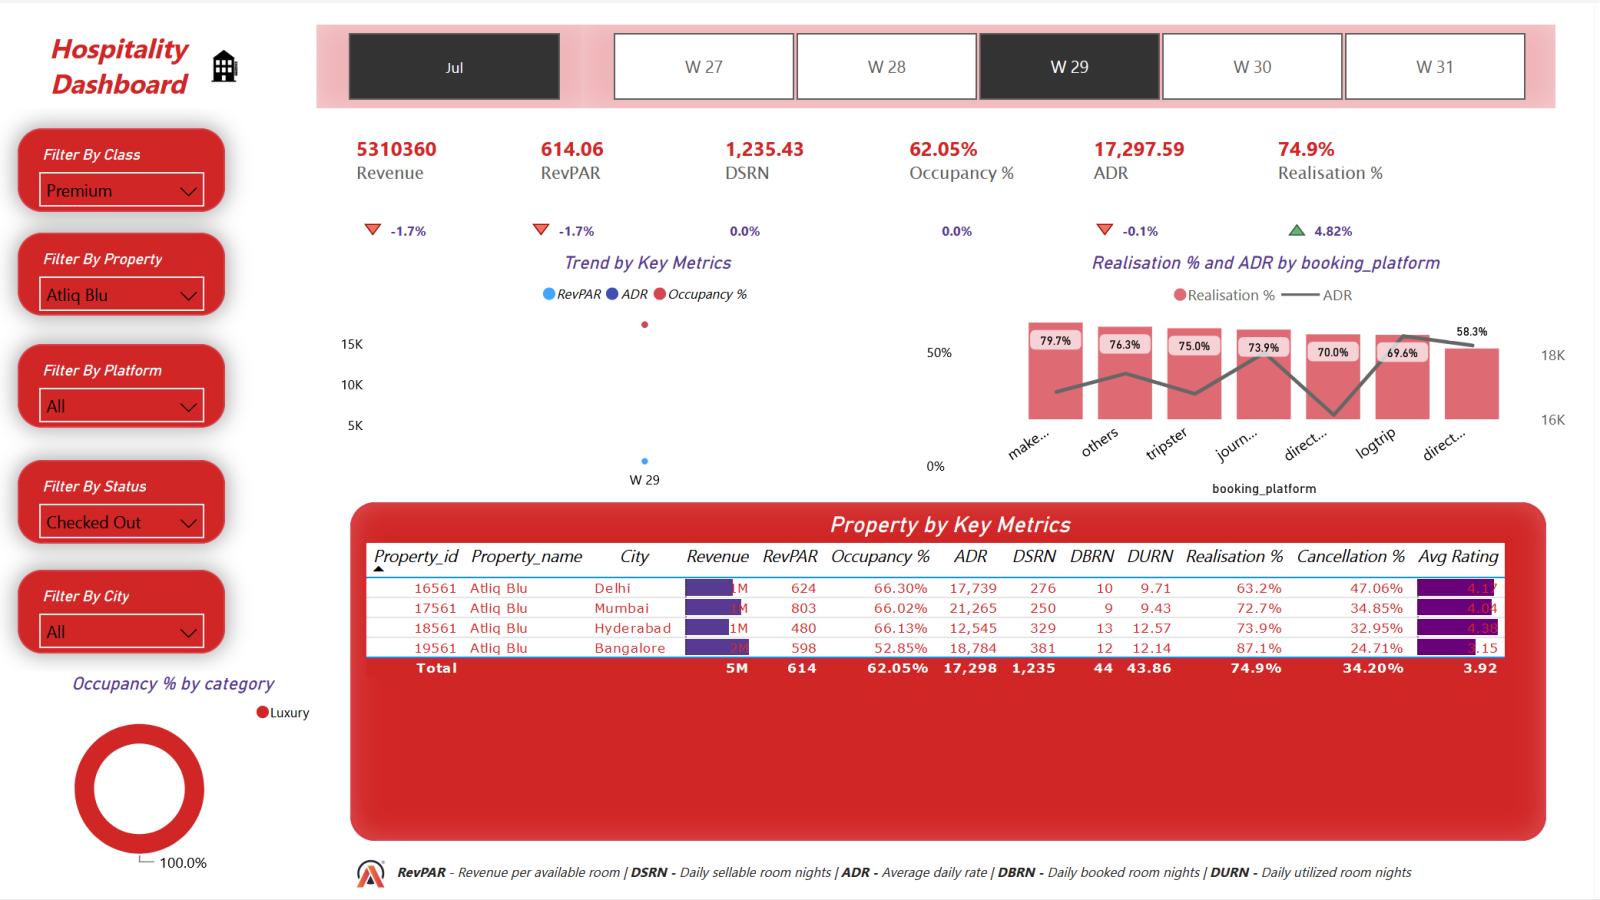 Hospitality
Dashboard
Jul
W 27
W 28
W 29
W 30
W 31
Filter By Class
Premium
Filter By Property
Atliq Blu
Filter By Platform
All
Filter By Status
Checked Out
Filter By City
All
5310360
Revenue
614.06
RevPAR
1,235.43
DSRN
62.05%
Occupancy %
17,297.59
ADR
74.9%
Realisation %
-1.7%
-1.7%
0.0%
0.0%
-0.1%
4.82%
Trend by Key Metrics
RevPAR ADR Occupancy %
15K
10K
5K
50%
0%
W 29
Realisation % and ADR by booking_platform
Realisation % ADR
79.7% 76.3% 75.0% 73.9% 70.0% 69.6% 58.3%
18K
16K
make... others tripster journ... direct... logtrip direct...
booking_platform
Property by Key Metrics
Property_id Property_name City Revenue RevPAR Occupancy % ADR DSRN DBRN DURN Realisation % Cancellation % Avg Rating
16561 Atliq Blu Delhi 1M 624 66.30% 17,739 276 10 9.71 63.2% 47.06% 4.17
17561 Atliq Blu Mumbai 1M 803 66.02% 21,265 250 9 9.43 72.7% 34.85% 4.04
18561 Atliq Blu Hyderabad 1M 480 66.13% 12,545 329 13 12.57 73.9% 32.95% 4.38
19561 Atliq Blu Bangalore 2M 598 52.85% 18,784 381 12 12.14 87.1% 24.71% 3.15
Total 5M 614 62.05% 17,298 1,235 44 43.86 74.9% 34.20% 3.92
Occupancy % by category
Luxury
100.0%
RevPAR - Revenue per available room | DSRN - Daily sellable room nights | ADR - Average daily rate | DBRN - Daily booked room nights | DURN - Daily utilized room nights